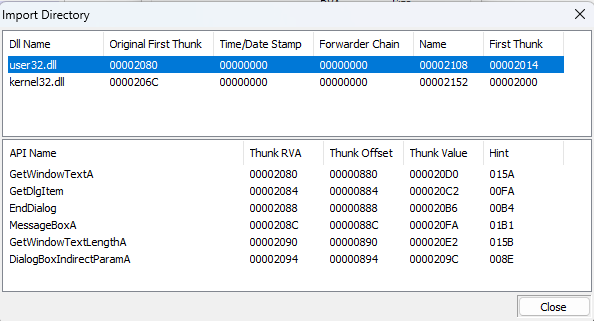 Import Directory
Dll Name Original First Thunk Time/Date Stamp Forwarder Chain Name First Thunk
user32.dll 00002080 00000000 00000000 00002108 00002014
kernel32.dll 0000206C 00000000 00000000 00002152 00002000
API Name Thunk RVA Thunk Offset Thunk Value Hint
GetWindowTextA 00002080 00000880 000020D0 015A
GetDlgItem 00002084 00000884 000020C2 00FA
EndDialog 00002088 00000888 000020B6 00B4
MessageBoxA 0000208C 0000088C 000020FA 01B1
GetWindowTextLengthA 00002090 00000890 000020E2 015B
DialogBoxIndirectParamA 00002094 00000894 0000209C 008E
Close